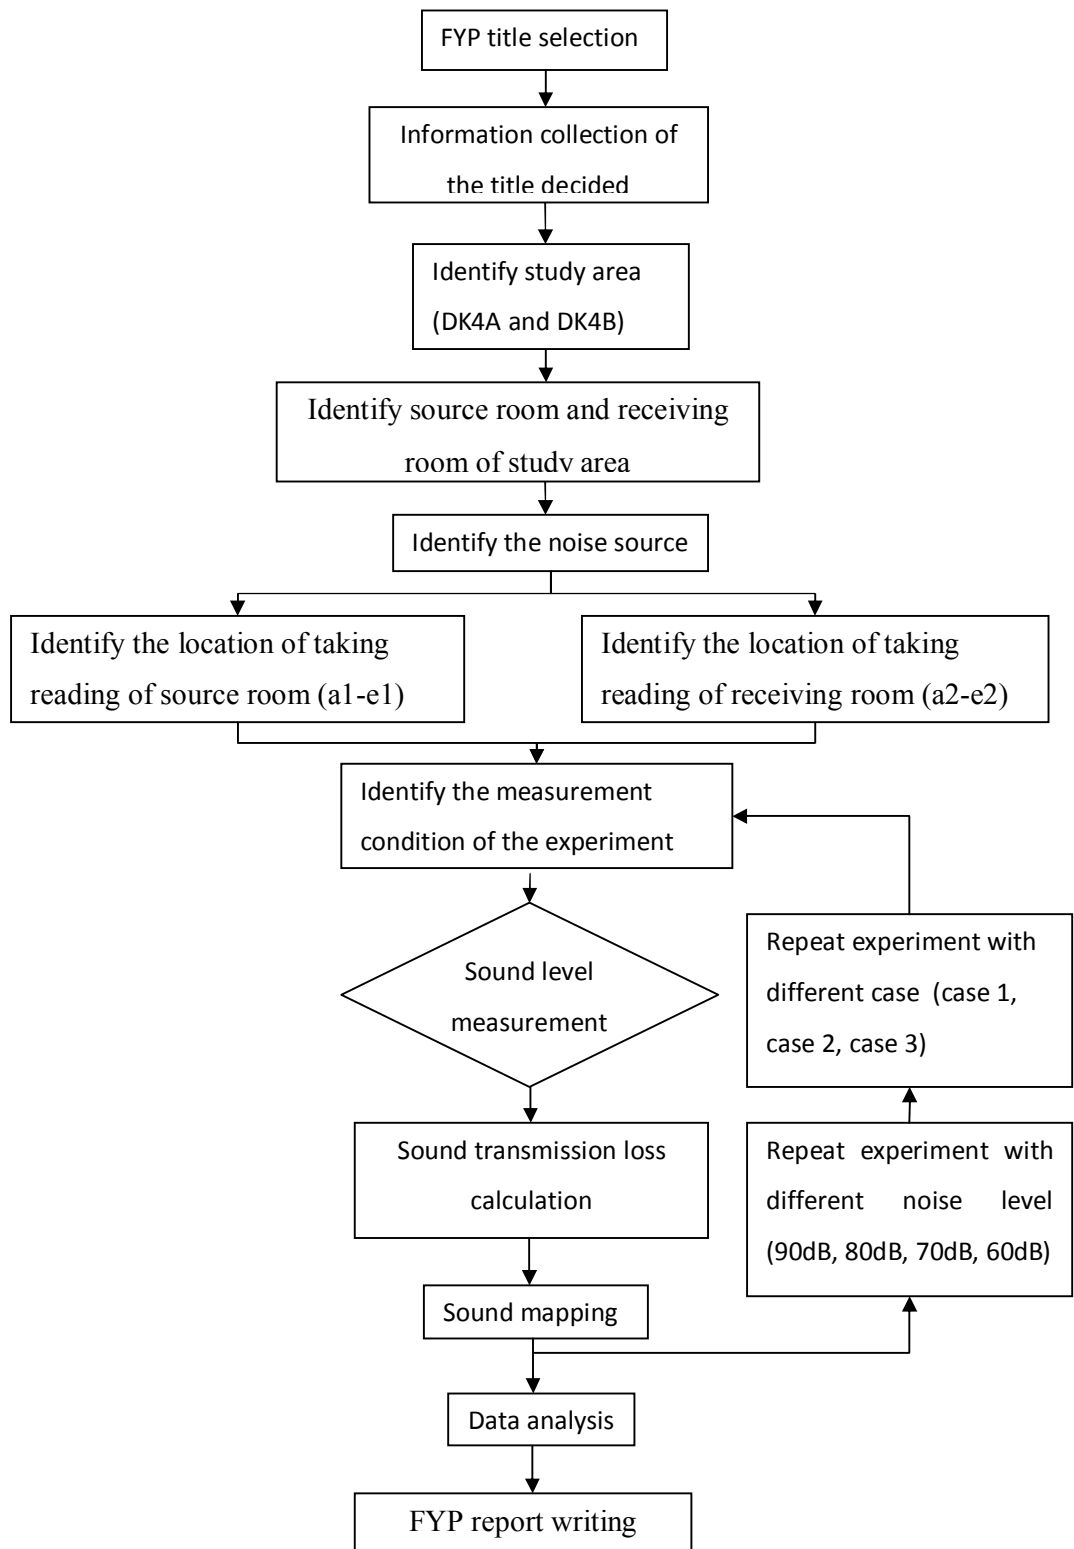 FYP title selection
Information collection of
the title decided
Identify study area
(DK4A and DK4B)
Identify source room and receiving
room of study area
Identify the noise source
Identify the location of taking
reading of source room (a1-e1)
Identify the location of taking
reading of receiving room (a2-e2)
Identify the measurement
condition of the experiment
Sound level
measurement
Repeat experiment with
different case (case 1,
case 2, case 3)
Sound transmission loss
calculation
Repeat experiment with
different noise level
(90dB, 80dB, 70dB, 60dB)
Sound mapping
Data analysis
FYP report writing